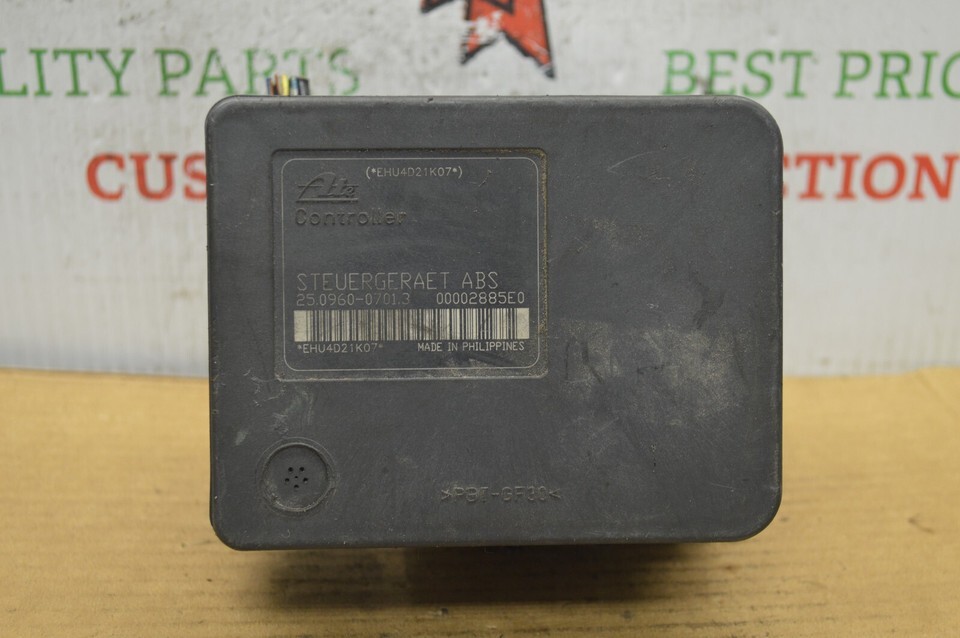 LITY PARTS BEST PRIC
CUS CTION
(*EHU4D21K07*)
Ate
Controller
STEUERGERAET ABS
25.0960-0701.3 00002885E0
*EHU4D21K07* MADE IN PHILIPPINES
>PBT-GF30<